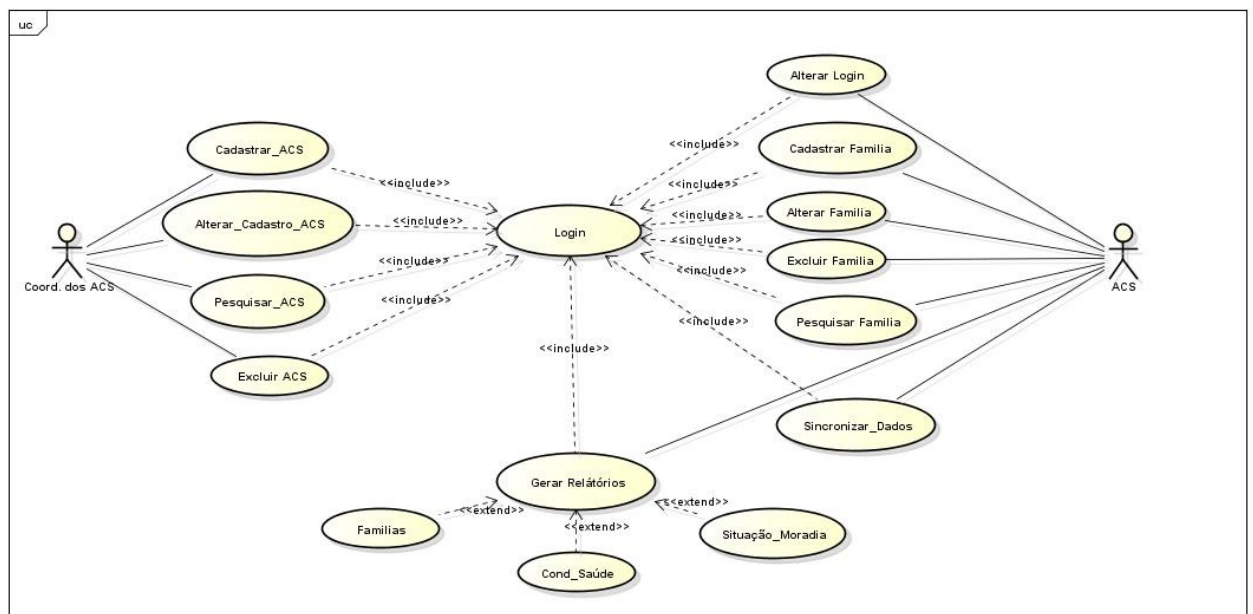 uc
Alterar Login
<<include>>
Cadastrar_ACS
Cadastrar Familia
<<include>>
<<include>>
Alterar_Cadastro_ACS
<<include>>
Login
<<include>>
Alterar Familia
<<include>>
Excluir Familia
Coord. dos ACS
ACS
<<include>>
<<include>>
Pesquisar_ACS
<<include>>
Pesquisar Familia
<<include>>
<<include>>
Excluir ACS
Sincronizar_Dados
Gerar Relátórios
<<extend>>
<<extend>>
<<extend>>
Familias
Situação_Moradia
Cond_Saúde